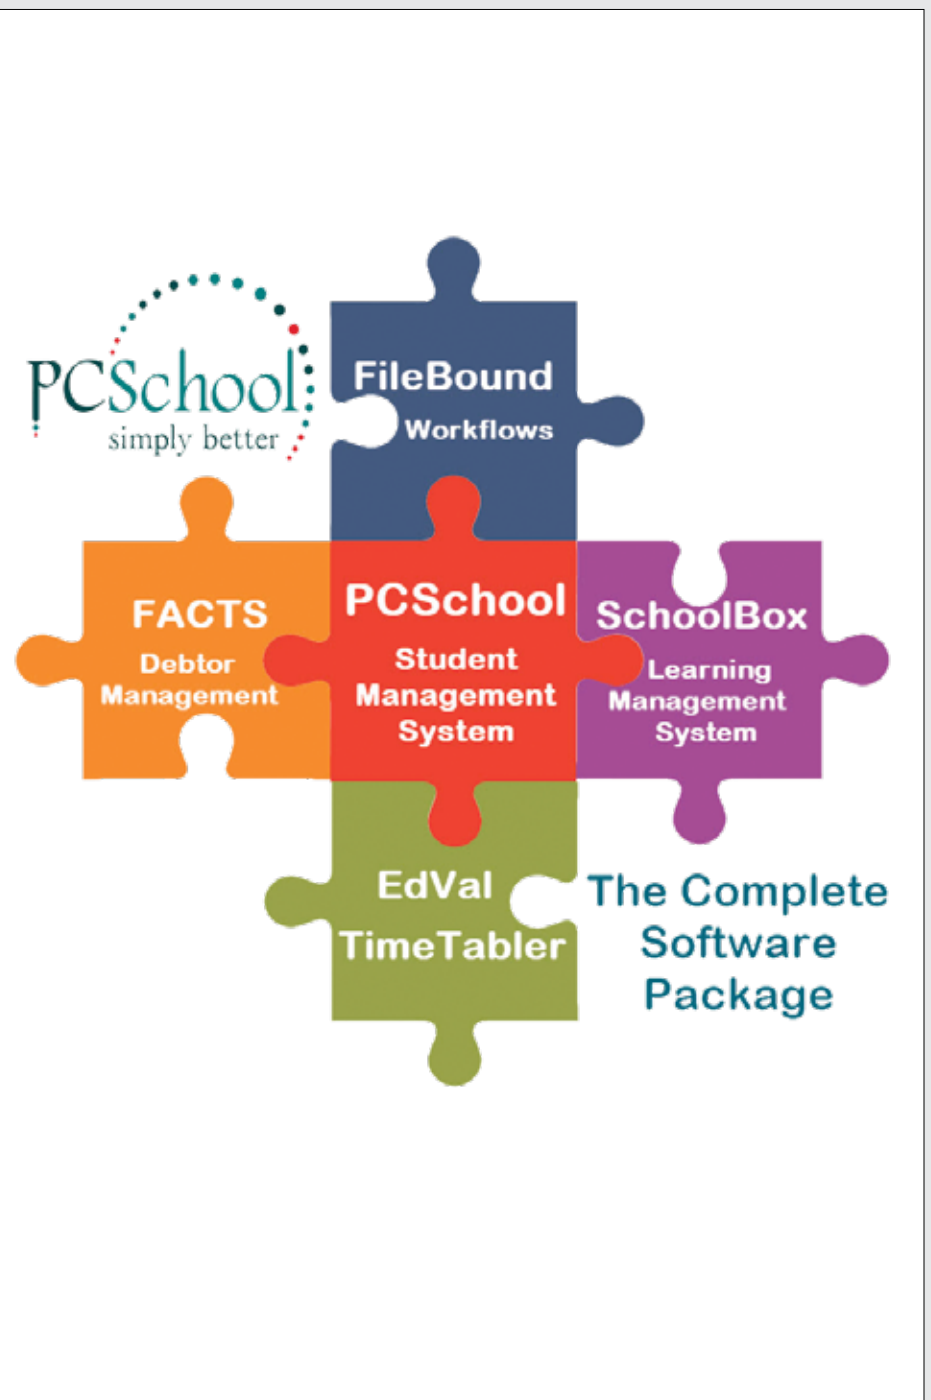 PCSchool
simply better
FileBound
Workflows
FACTS
Debtor
Management
PCSchool
Student
Management
System
SchoolBox
Learning
Management
System
EdVal
TimeTabler
The Complete
Software
Package